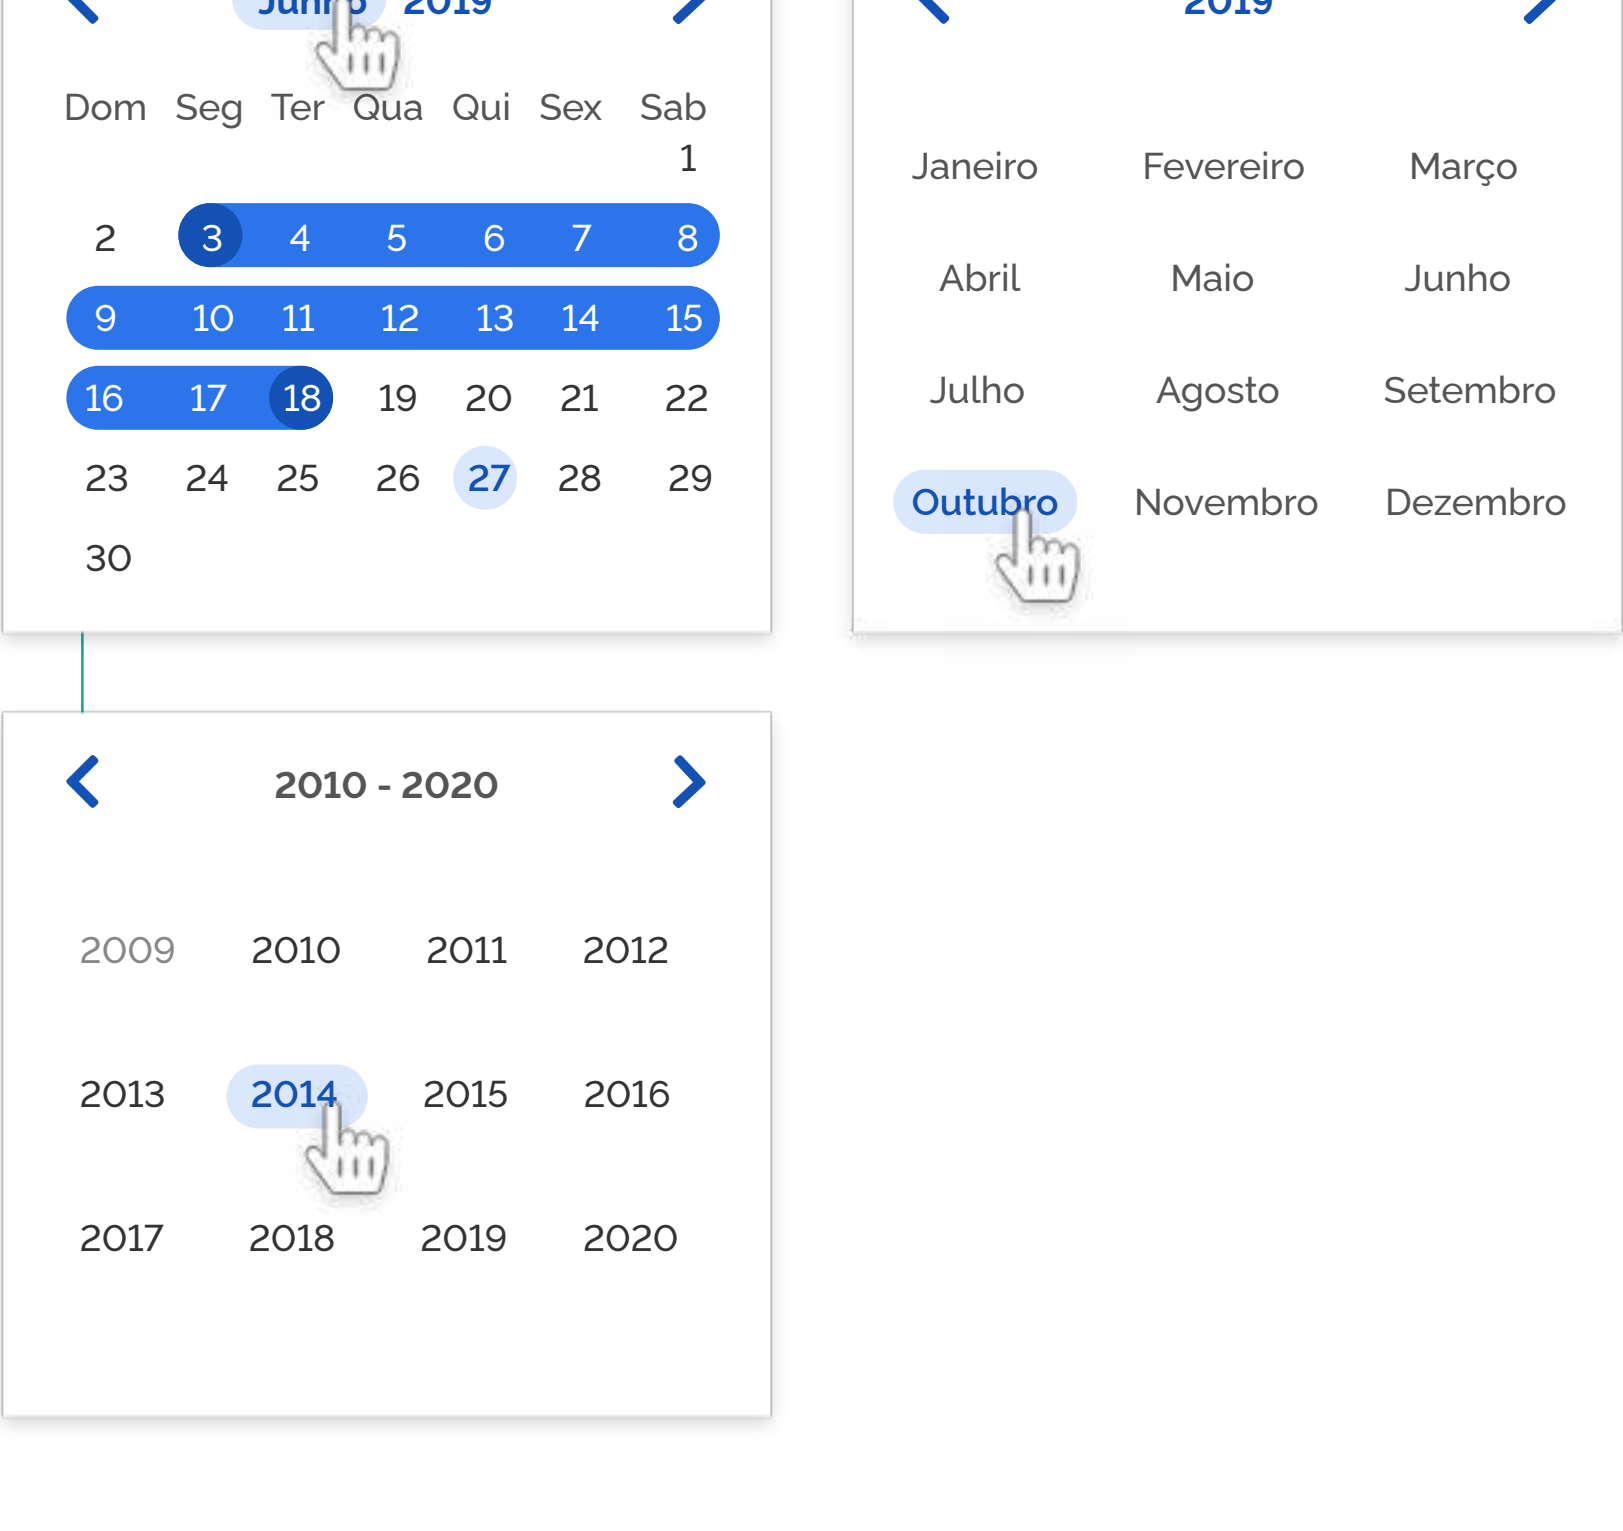 Junho 2019
Dom Seg Ter Qua Qui Sex Sab
1
2 3 4 5 6 7 8
9 10 11 12 13 14 15
16 17 18 19 20 21 22
23 24 25 26 27 28 29
30
2019
Janeiro Fevereiro Março
Abril Maio Junho
Julho Agosto Setembro
Outubro Novembro Dezembro
2010 - 2020
2009 2010 2011 2012
2013 2014 2015 2016
2017 2018 2019 2020